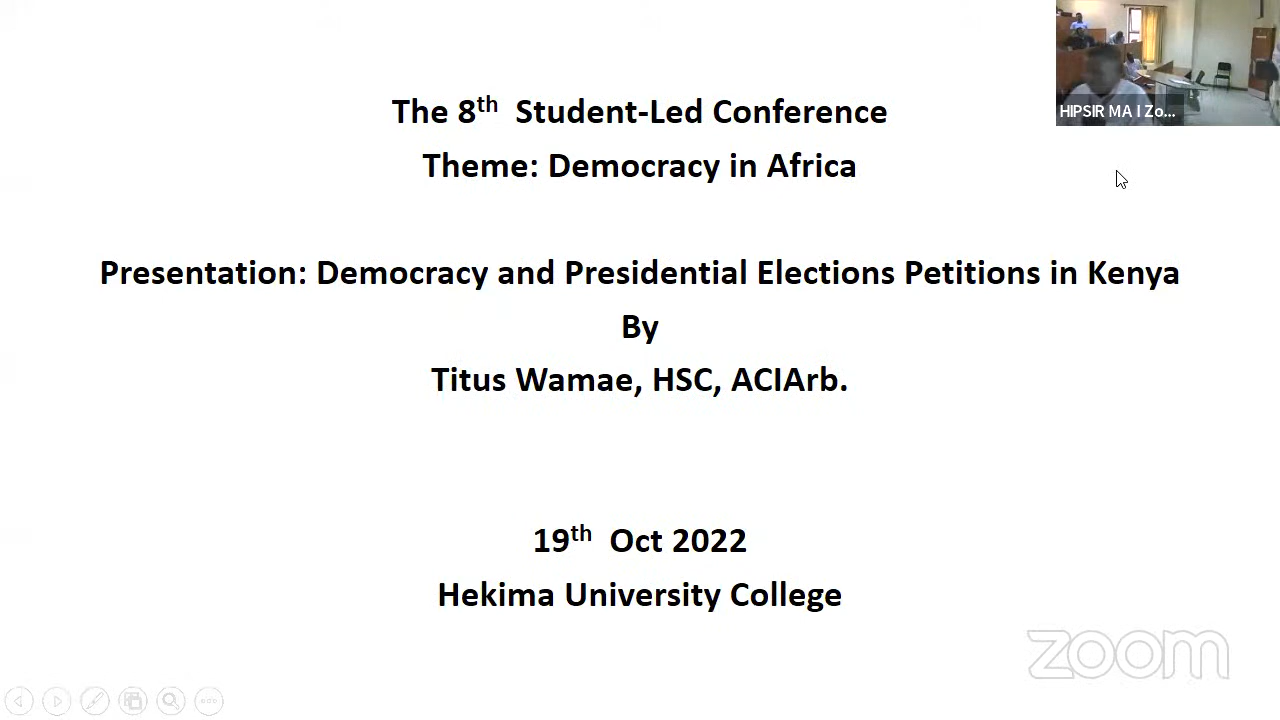 The 8th Student-Led Conference
Theme: Democracy in Africa
Presentation: Democracy and Presidential Elections Petitions in Kenya
By
Titus Wamae, HSC, ACIArb.
19th Oct 2022
Hekima University College
HIPSIR MA I Zo...
zoom